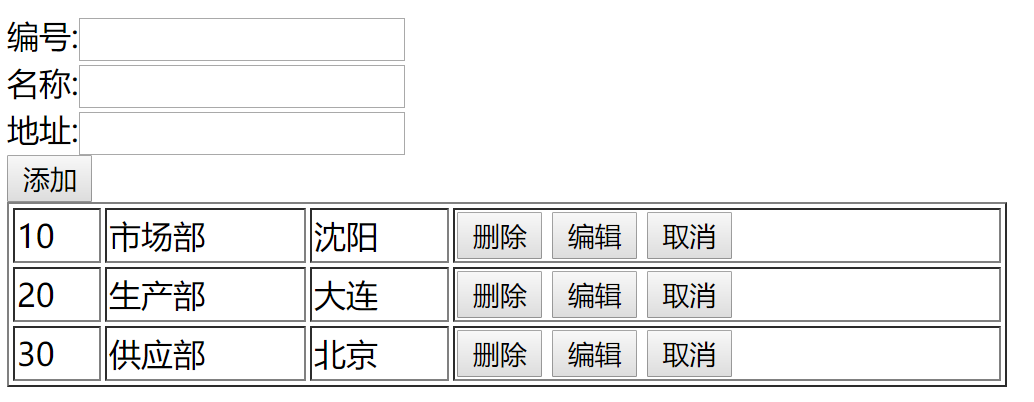 编号:
名称:
地址:
添加
10 市场部 沈阳 删除 编辑 取消
20 生产部 大连 删除 编辑 取消
30 供应部 北京 删除 编辑 取消